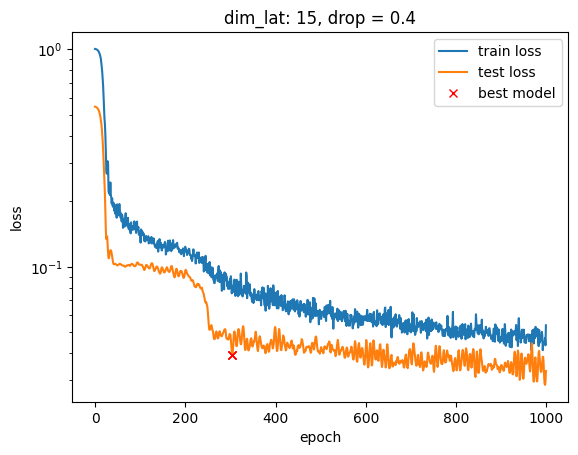 dim_lat: 15, drop = 0.4
10⁰
10⁻¹
loss
train loss
test loss
best model
0
200
400
600
800
1000
epoch